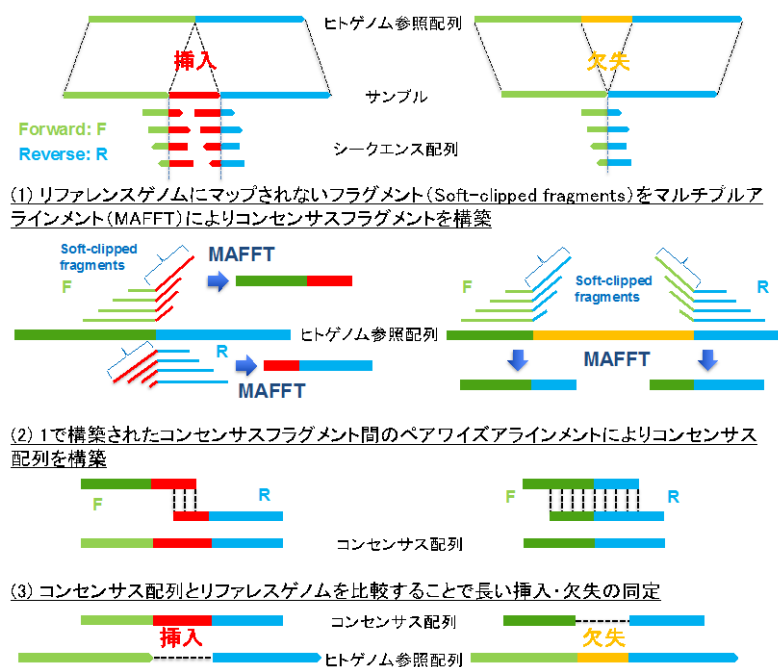 ヒトゲノム参照配列
挿入
欠失
サンプル
Forward: F
Reverse: R
シークエンス配列
(1) リファレンスゲノムにマップされないフラグメント(Soft-clipped fragments)をマルチプルア
ラインメント(MAFFT)によりコンセンサスフラグメントを構築
Soft-clipped
fragments
MAFFT
F
Soft-clipped
fragments
F
R
ヒトゲノム参照配列
R
MAFFT
MAFFT
(2) 1で構築されたコンセンサスフラグメント間のペアワイズアラインメントによりコンセンサス
配列を構築
F
R
F
R
コンセンサス配列
(3) コンセンサス配列とリファレスゲノムを比較することで長い挿入・欠失の同定
コンセンサス配列
挿入
欠失
ヒトゲノム参照配列